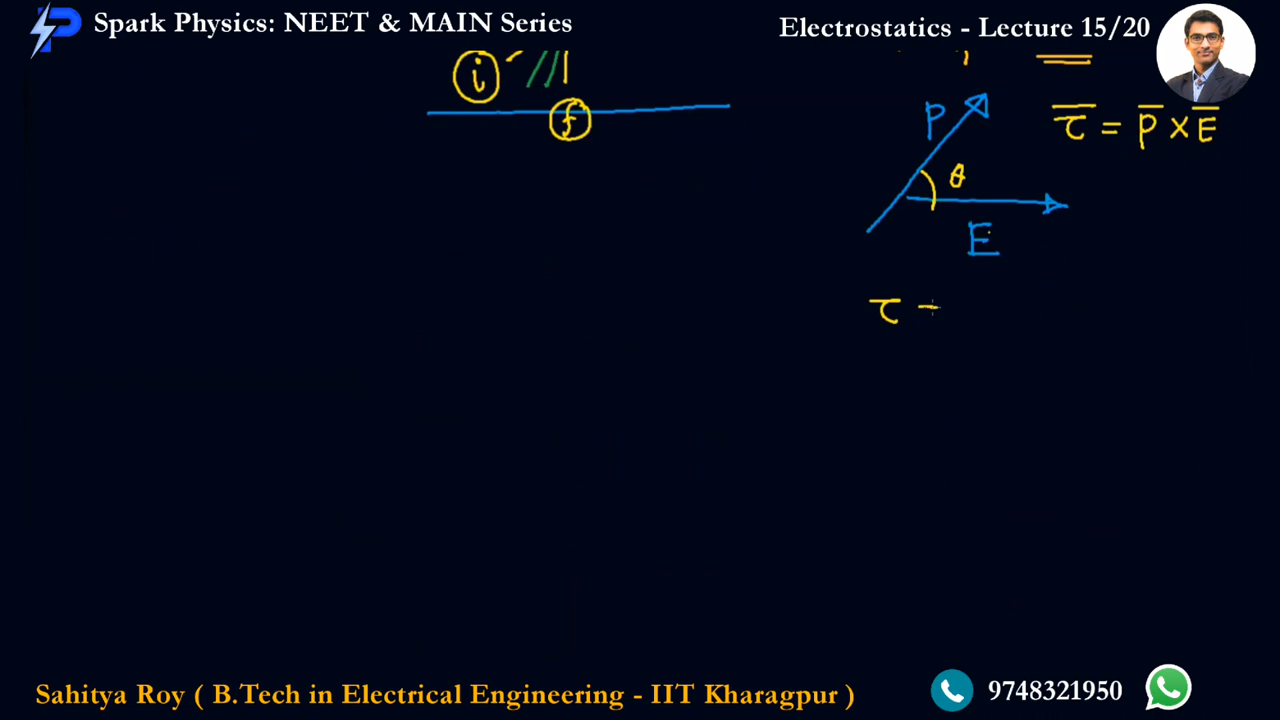 Spark Physics: NEET & MAIN Series
Electrostatics - Lecture 15/20
i
f
P
θ
E
τ̄ = P̄ × Ē
τ
Sahitya Roy ( B.Tech in Electrical Engineering - IIT Kharagpur )
9748321950